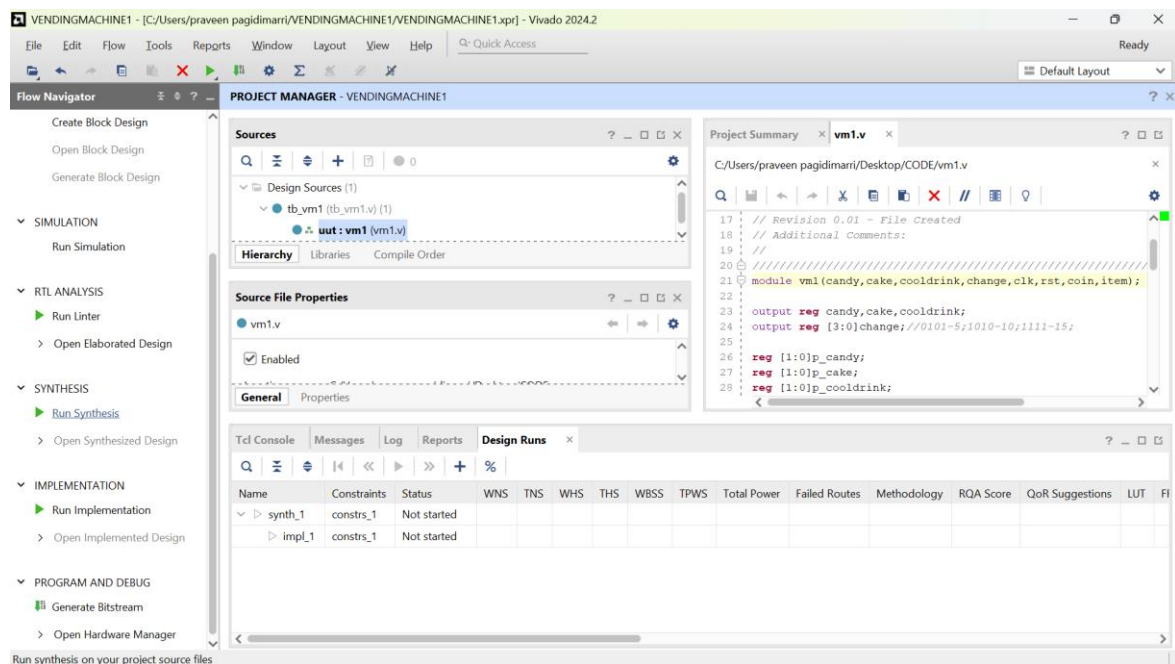 VENDINGMACHINE1 - [C:/Users/praveen pagidimarri/VENDINGMACHINE1/VENDINGMACHINE1.xpr] - Vivado 2024.2
File Edit Flow Tools Reports Window Layout View Help Quick Access Ready
Default Layout
Flow Navigator
Create Block Design
Open Block Design
Generate Block Design
SIMULATION
Run Simulation
RTL ANALYSIS
Run Linter
Open Elaborated Design
SYNTHESIS
Run Synthesis
Open Synthesized Design
IMPLEMENTATION
Run Implementation
Open Implemented Design
PROGRAM AND DEBUG
Generate Bitstream
Open Hardware Manager
PROJECT MANAGER - VENDINGMACHINE1
Sources
0
Design Sources (1)
tb_vm1 (tb_vm1.v) (1)
uut : vm1 (vm1.v)
Hierarchy Libraries Compile Order
Source File Properties
vm1.v
Enabled
General Properties
Project Summary vm1.v
C:/Users/praveen pagidimarri/Desktop/CODE/vm1.v
17 // Revision 0.01 - File Created
18 // Additional Comments:
19 //
20 //////////////////////////////////////////////////////////////////
21 module vm1(candy,cake,cooldrink,change,clk,rst,coin,item);
22
23 output reg candy,cake,cooldrink;
24 output reg [3:0]change;//0101-5;1010-10;1111-15;
25
26 reg [1:0]p_candy;
27 reg [1:0]p_cake;
28 reg [1:0]p_cooldrink;
Tcl Console Messages Log Reports Design Runs
Name Constraints Status WNS TNS WHS THS WBSS TPWS Total Power Failed Routes Methodology RQA Score QoR Suggestions LUT
synth_1 constrs_1 Not started
impl_1 constrs_1 Not started
Run synthesis on your project source files